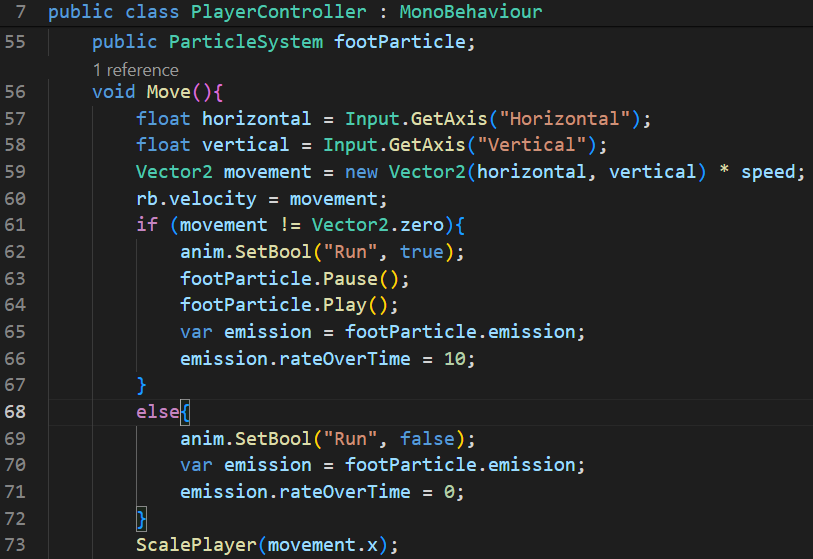 7 public class PlayerController : MonoBehaviour
55 public ParticleSystem footParticle;
1 reference
56 void Move(){
57 float horizontal = Input.GetAxis("Horizontal");
58 float vertical = Input.GetAxis("Vertical");
59 Vector2 movement = new Vector2(horizontal, vertical) * speed;
60 rb.velocity = movement;
61 if (movement != Vector2.zero){
62 anim.SetBool("Run", true);
63 footParticle.Pause();
64 footParticle.Play();
65 var emission = footParticle.emission;
66 emission.rateOverTime = 10;
67 }
68 else{
69 anim.SetBool("Run", false);
70 var emission = footParticle.emission;
71 emission.rateOverTime = 0;
72 }
73 ScalePlayer(movement.x);